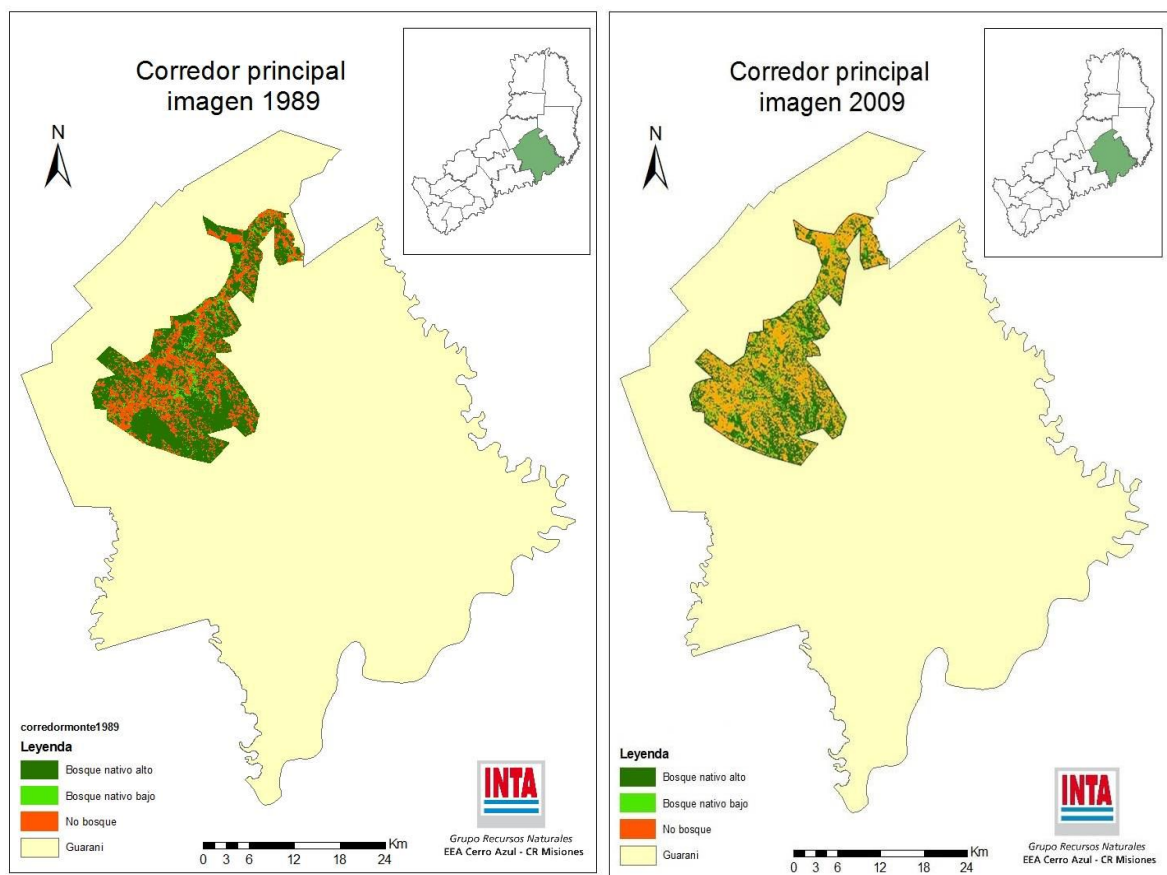 Corredor principal
imagen 1989
N
corredormonte1989
Leyenda
Bosque nativo alto
Bosque nativo bajo
No bosque
Guarani
INTA
Grupo Recursos Naturales
EEA Cerro Azul - CR Misiones
Km
0 3 6 12 18 24
Corredor principal
imagen 2009
N
Leyenda
Bosque nativo alto
Bosque nativo bajo
No bosque
Guarani
INTA
Grupo Recursos Naturales
EEA Cerro Azul - CR Misiones
Km
0 3 6 12 18 24